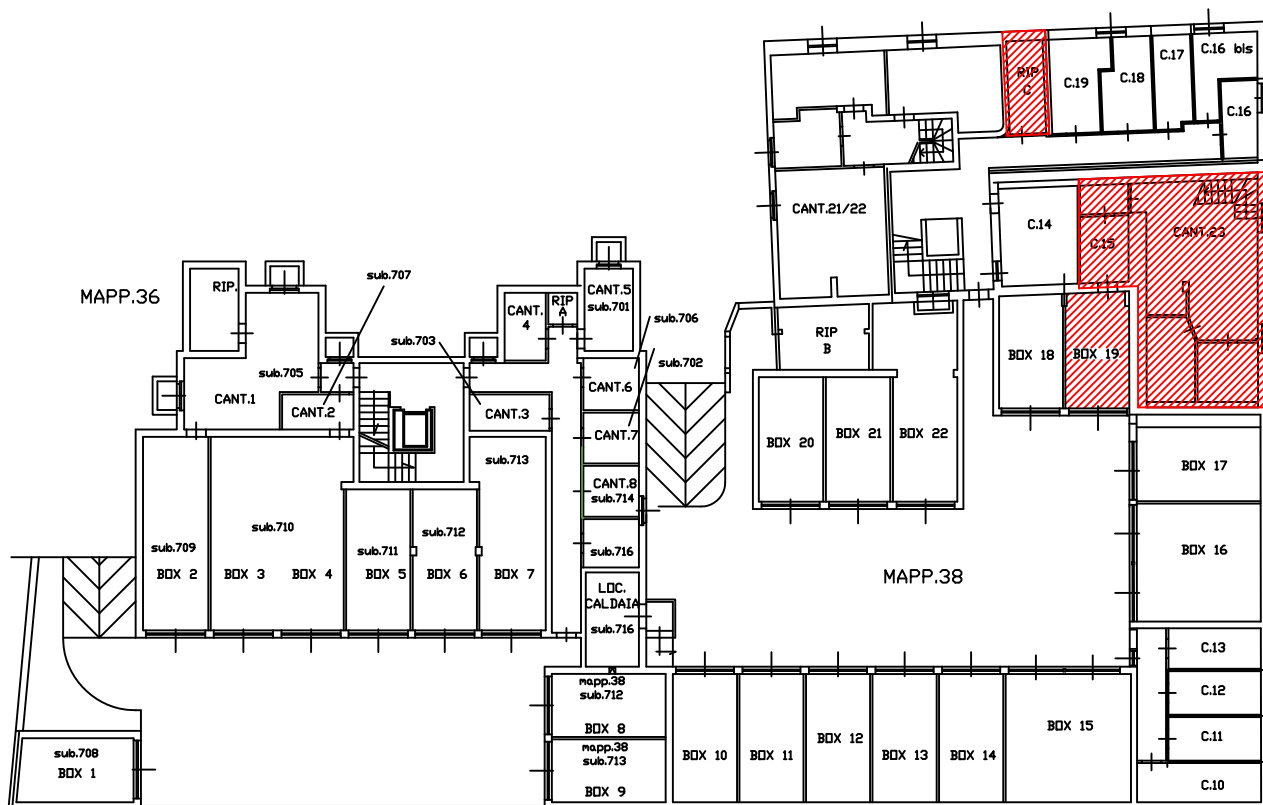 C.16 bis
C.17
RIP
C
C.19
C.18
C.16
CANT.21/22
C.14
C.15
CANT.23
MAPP.36
RIP.
sub.707
CANT.5
sub.701
CANT.
4
RIP
A
sub.706
sub.703
sub.702
RIP
B
BOX 18
BOX 19
sub.705
CANT.1
CANT.2
CANT.3
CANT.6
CANT.7
BOX 20
BOX 21
BOX 22
sub.713
CANT.8
sub.714
BOX 17
sub.710
sub.712
sub.709
sub.711
sub.716
BOX 16
BOX 2
BOX 3
BOX 4
BOX 5
BOX 6
BOX 7
MAPP.38
LOC.
CALDAIA
sub.716
C.13
mapp.38
sub.712
BOX 8
C.12
BOX 10
BOX 11
BOX 12
BOX 13
BOX 14
BOX 15
C.11
sub.708
BOX 1
mapp.38
sub.713
BOX 9
C.10